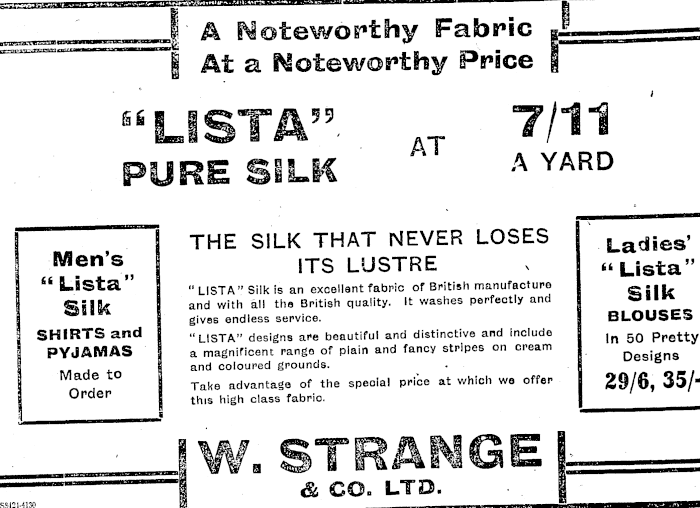 A Noteworthy Fabric
At a Noteworthy Price
"LISTA"
PURE SILK
AT
7/11
A YARD
Men's
"Lista"
Silk
SHIRTS and
PYJAMAS
Made to
Order
THE SILK THAT NEVER LOSES
ITS LUSTRE
"LISTA" Silk is an excellent fabric of British manufacture
and with all the British quality. It washes perfectly and
gives endless service.
"LISTA" designs are beautiful and distinctive and include
a magnificent range of plain and fancy stripes on cream
and coloured grounds.
Take advantage of the special price at which we offer
this high class fabric.
Ladies'
"Lista"
Silk
BLOUSES
In 50 Pretty
Designs
29/6, 35/-
W. STRANGE
& CO. LTD.